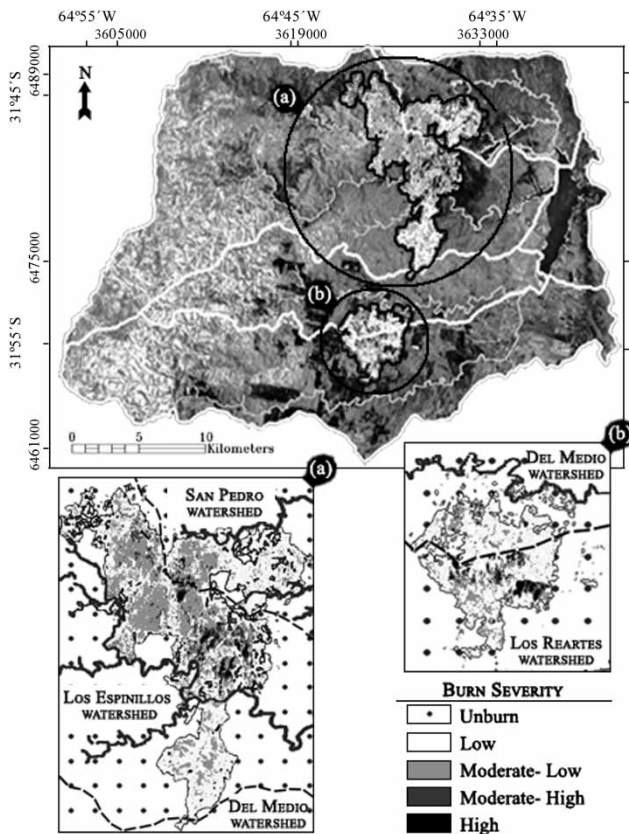 64°55´W
64°45´W
64°35´W
3605000
3619000
3633000
6489000
31°45´S
6475000
31°55´S
6461000
N
(a)
(b)
0 5 10
Kilometers
(a)
SAN PEDRO
WATERSHED
LOS ESPINILLOS
WATERSHED
DEL MEDIO
WATERSHED
(b)
DEL MEDIO
WATERSHED
LOS REARTES
WATERSHED
BURN SEVERITY
Unburn
Low
Moderate- Low
Moderate- High
High